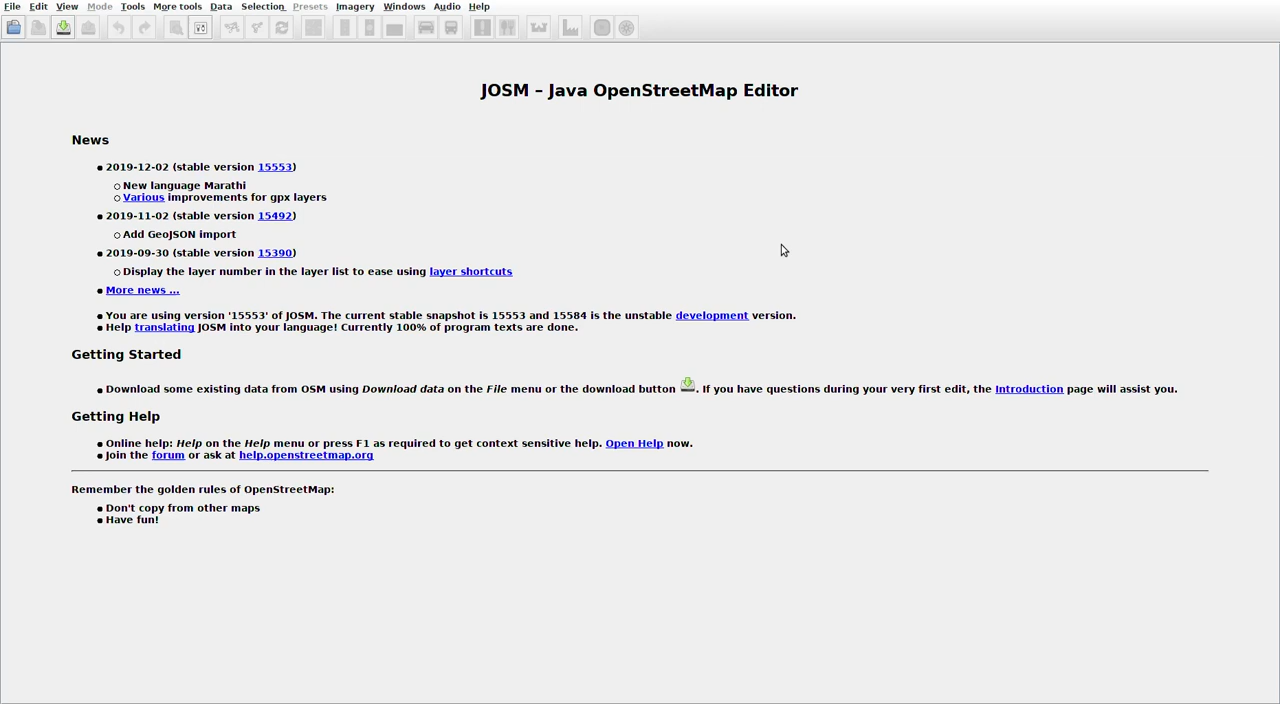 File Edit View Mode Tools More tools Data Selection Presets Imagery Windows Audio Help
JOSM – Java OpenStreetMap Editor
News
2019-12-02 (stable version 15553)
New language Marathi
Various improvements for gpx layers
2019-11-02 (stable version 15492)
Add GeoJSON import
2019-09-30 (stable version 15390)
Display the layer number in the layer list to ease using layer shortcuts
More news ...
You are using version '15553' of JOSM. The current stable snapshot is 15553 and 15584 is the unstable development version.
Help translating JOSM into your language! Currently 100% of program texts are done.
Getting Started
Download some existing data from OSM using Download data on the File menu or the download button . If you have questions during your very first edit, the Introduction page will assist you.
Getting Help
Online help: Help on the Help menu or press F1 as required to get context sensitive help. Open Help now.
Join the forum or ask at help.openstreetmap.org
Remember the golden rules of OpenStreetMap:
Don't copy from other maps
Have fun!